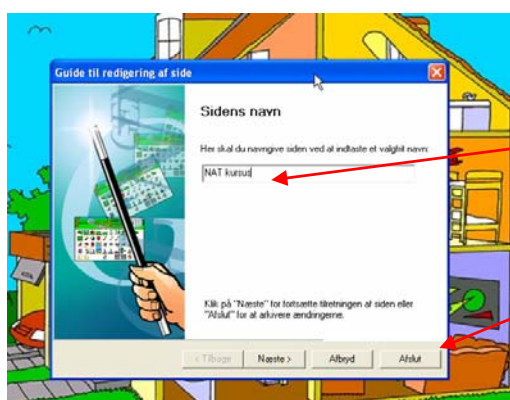 Guide til redigering af side
Sidens navn
Her skal du navngive siden ved at indtaste et valgfrit navn:
NAT kursus
Klik på "Næste" for fortsætte tilretningen af siden eller
"Afslut" for at arkivere ændringerne.
< Tilbage Næste > Afbryd Afslut